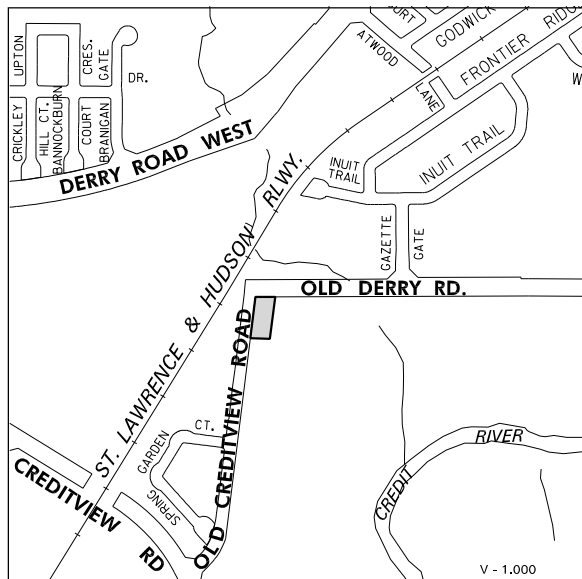 UPTON
CRES.
GATE
DR.
CRICKLEY
HILL CT.
BANNOCKBURN
COURT
BRANIGAN
DERRY ROAD WEST
COURT
GODWICK
ATWOOD
FRONTIER RIDG
LANE
W
INUIT
TRAIL
INUIT TRAIL
GAZETTE
GATE
ST. LAWRENCE & HUDSON RLWY.
OLD DERRY RD.
OLD CREDITVIEW ROAD
GARDEN
CT.
SPRING
CREDITVIEW
RD
CREDIT
RIVER
V - 1.000